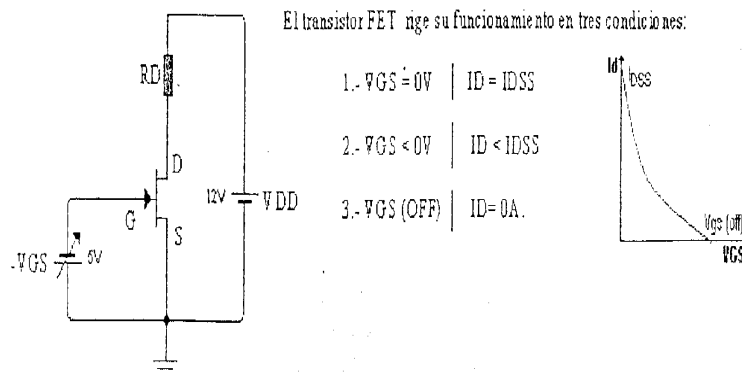 El transistor FET rige su funcionamiento en tres condiciones:
RD
D
G
S
12V
VDD
-VGS
5V
1.- VGS = 0V | ID = IDSS
2.- VGS < 0V | ID < IDSS
3.- VGS (OFF) | ID= 0A.
Id
IDSS
Vgs (off)
VGS